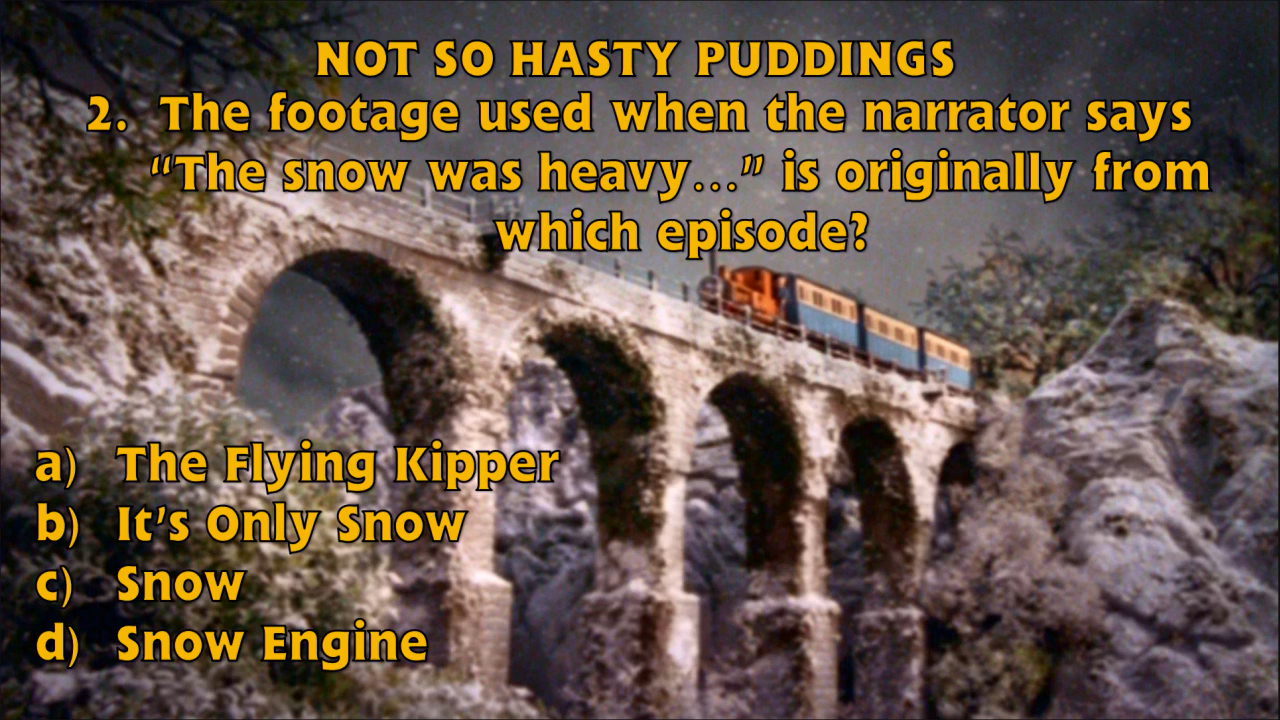 NOT SO HASTY PUDDINGS
2. The footage used when the narrator says
“The snow was heavy...” is originally from
which episode?
a) The Flying Kipper
b) It's Only Snow
c) Snow
d) Snow Engine